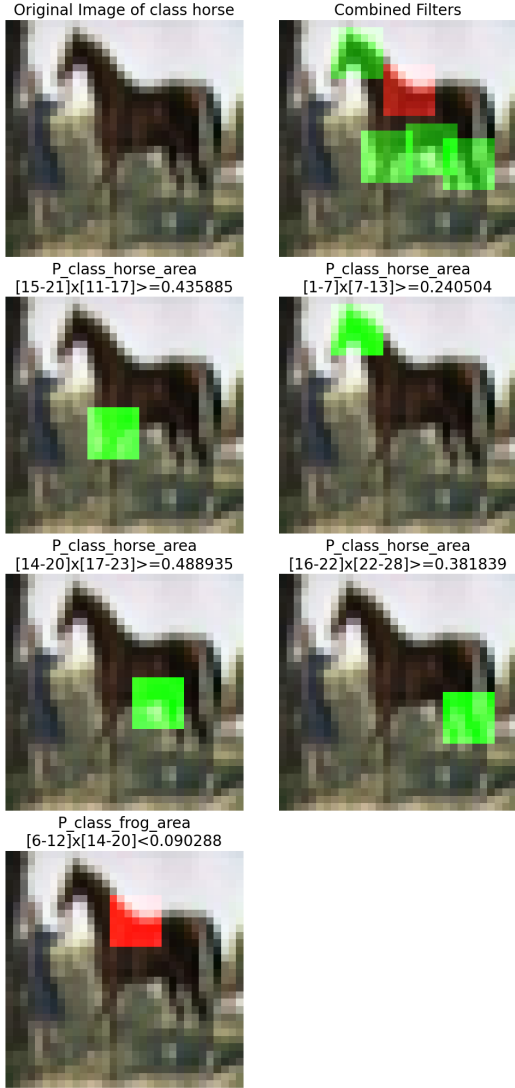 Original Image of class horse
Combined Filters
P_class_horse_area
[15-21]x[11-17]>=0.435885
P_class_horse_area
[1-7]x[7-13]>=0.240504
P_class_horse_area
[14-20]x[17-23]>=0.488935
P_class_horse_area
[16-22]x[22-28]>=0.381839
P_class_frog_area
[6-12]x[14-20]<0.090288